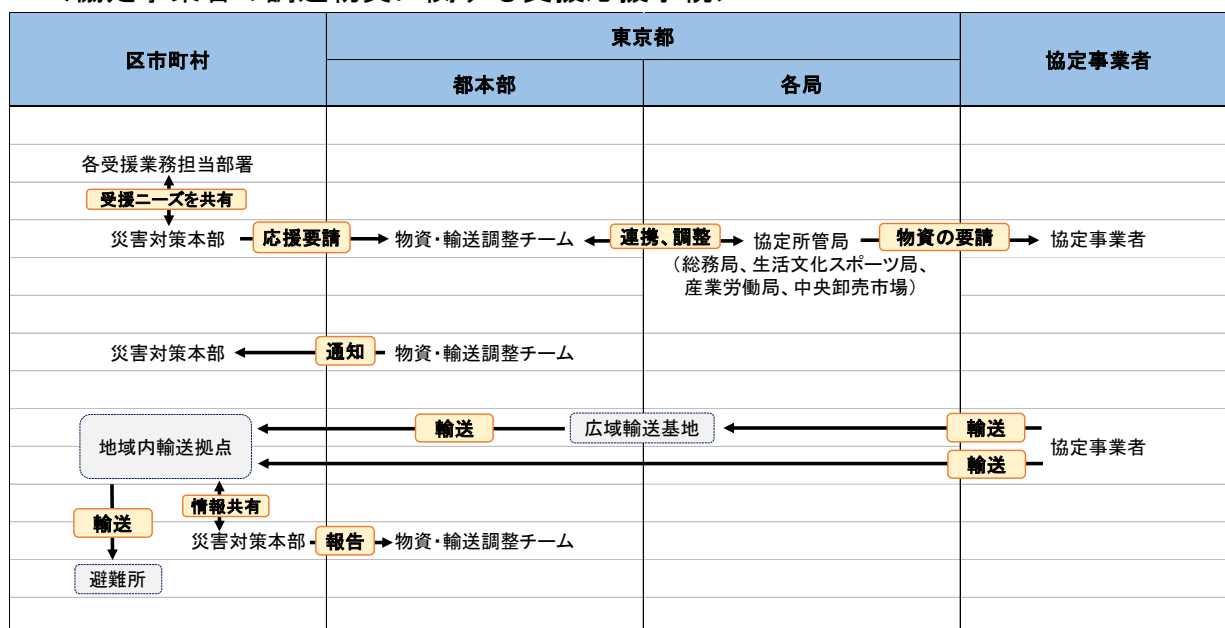 区市町村
東京都
協定事業者
都本部
各局
各受援業務担当部署
受援ニーズを共有
災害対策本部
応援要請
物資・輸送調整チーム
連携、調整
協定所管局
物資の要請
協定事業者
（総務局、生活文化スポーツ局、
産業労働局、中央卸売市場）
災害対策本部
通知
物資・輸送調整チーム
地域内輸送拠点
輸送
広域輸送基地
輸送
協定事業者
輸送
情報共有
輸送
災害対策本部
報告
物資・輸送調整チーム
避難所